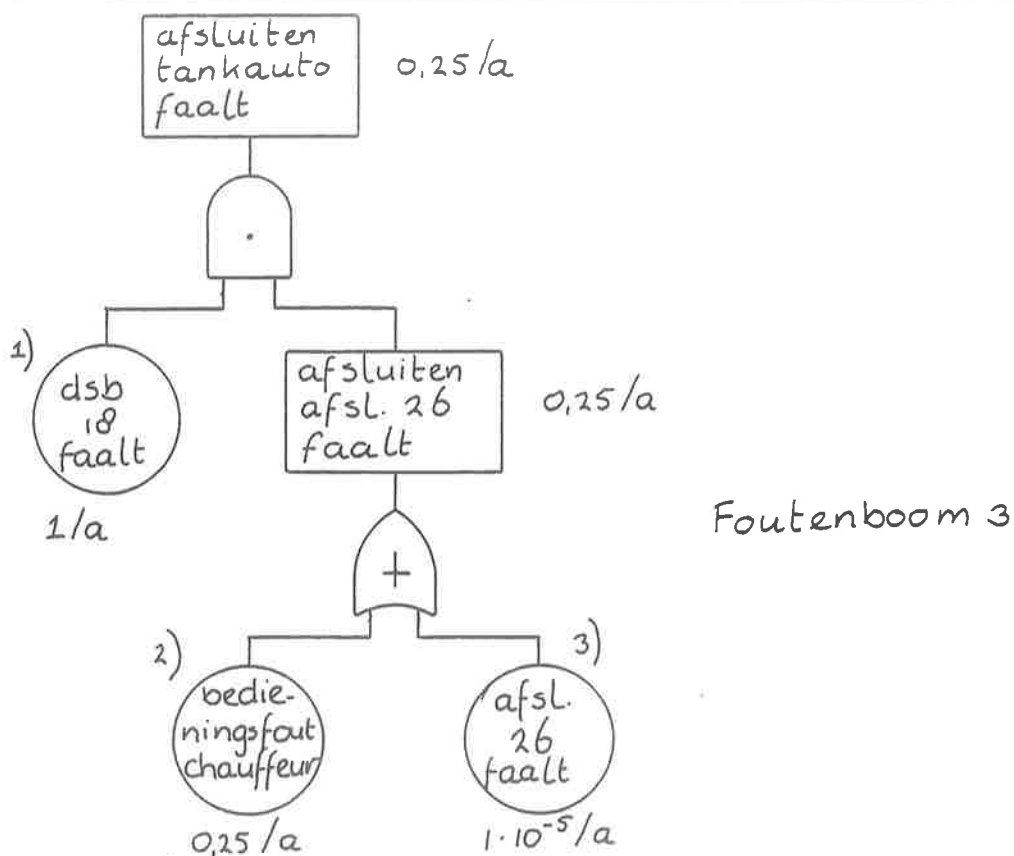 afsluiten
tankauto
faalt
0,25/a
.
1)
dsb
18
faalt
1/a
afsluiten
afsl. 26
faalt
0,25/a
Foutenboom 3
+
2)
bedie-
ningsfout
chauffeur
0,25/a
3)
afsl.
26
faalt
1·10⁻⁵/a